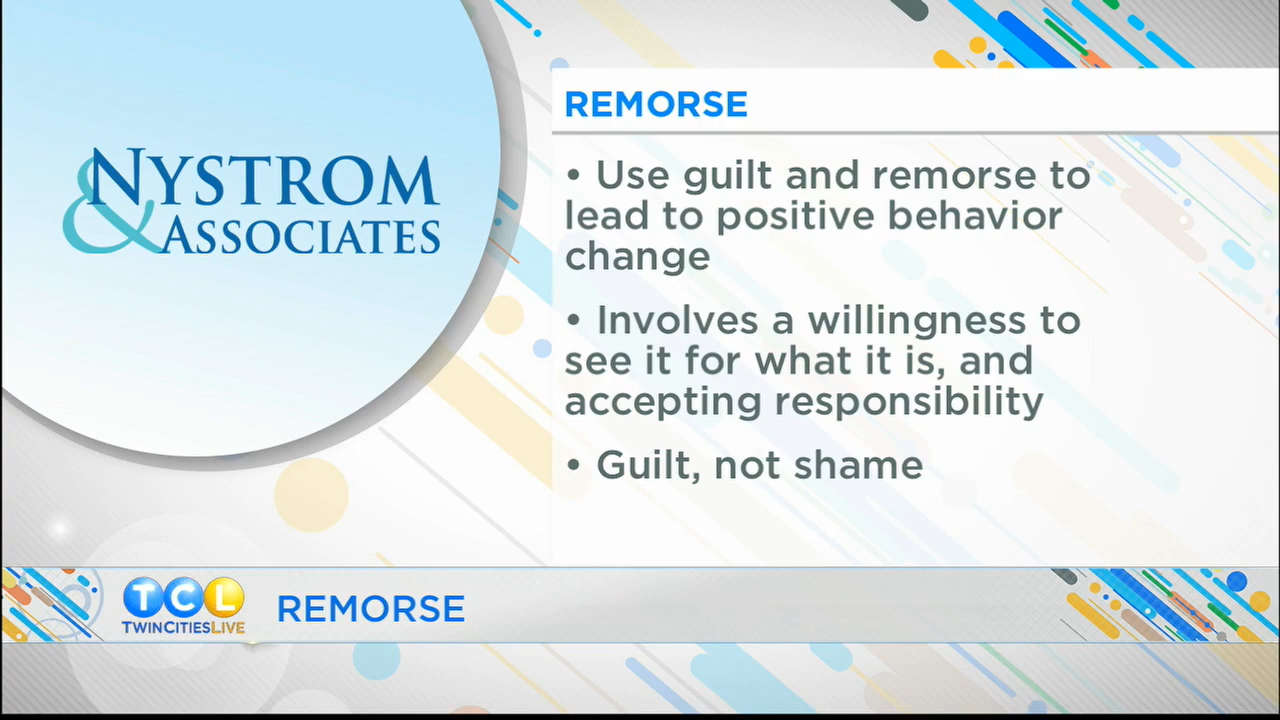 NYSTROM
& ASSOCIATES
REMORSE
• Use guilt and remorse to
lead to positive behavior
change
• Involves a willingness to
see it for what it is, and
accepting responsibility
• Guilt, not shame
TCL
TWINCITIESLIVE
REMORSE